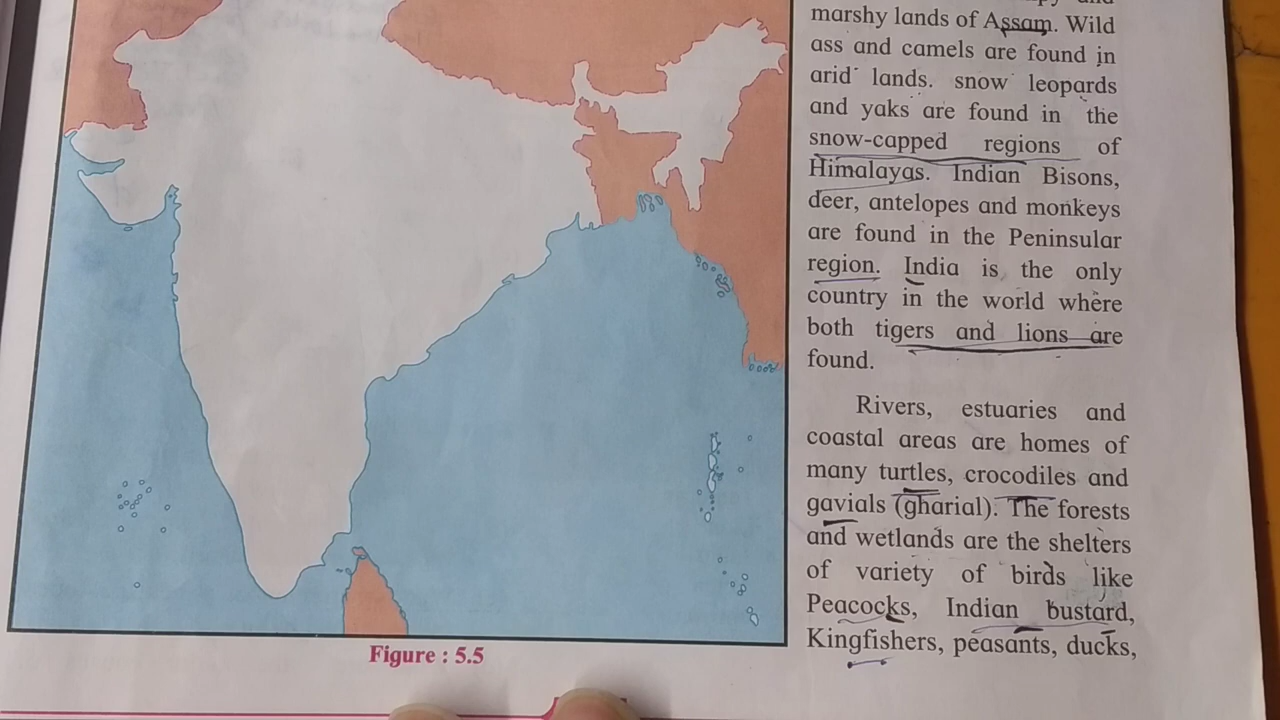 marshy lands of Assam. Wild
ass and camels are found in
arid lands. snow leopards
and yaks are found in the
snow-capped regions of
Himalayas. Indian Bisons,
deer, antelopes and monkeys
are found in the Peninsular
region. India is the only
country in the world where
both tigers and lions are
found.
Rivers, estuaries and
coastal areas are homes of
many turtles, crocodiles and
gavials (gharial). The forests
and wetlands are the shelters
of variety of birds like
Peacocks, Indian bustard,
Kingfishers, peasants, ducks,
Figure : 5.5